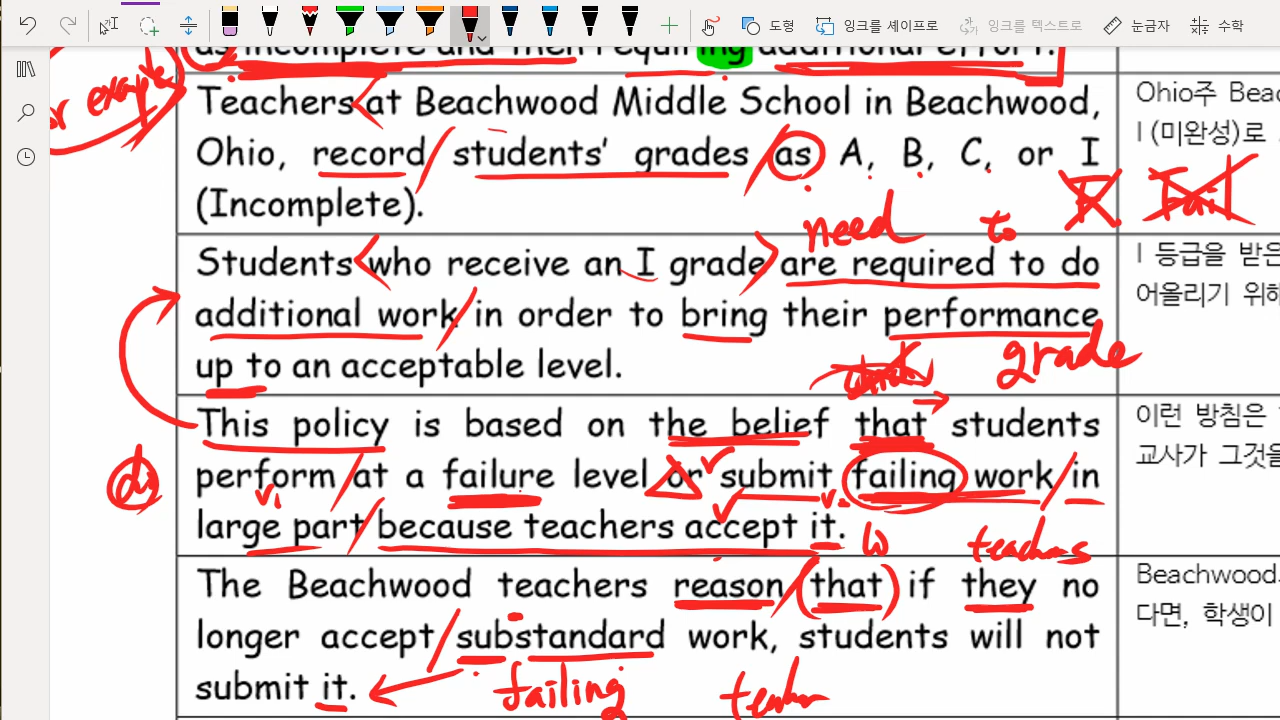 도형
잉크를 셰이프로
잉크를 텍스트로
눈금자
수학
as incomplete and then requiring additional effort.
or example
Teachers at Beachwood Middle School in Beachwood,
Ohio, record students' grades as A, B, C, or I
(Incomplete).
Ohio주 Beac
I (미완성)로
F
Fail
need to
Students who receive an I grade are required to do
additional work in order to bring their performance
up to an acceptable level.
I 등급을 받은
어올리기 위해
grade
This policy is based on the belief that students
perform at a failure level or submit failing work in
large part because teachers accept it.
이런 방침은
교사가 그것을
teachers
The Beachwood teachers reason that if they no
longer accept substandard work, students will not
submit it.
Beachwood
다면, 학생이
failing